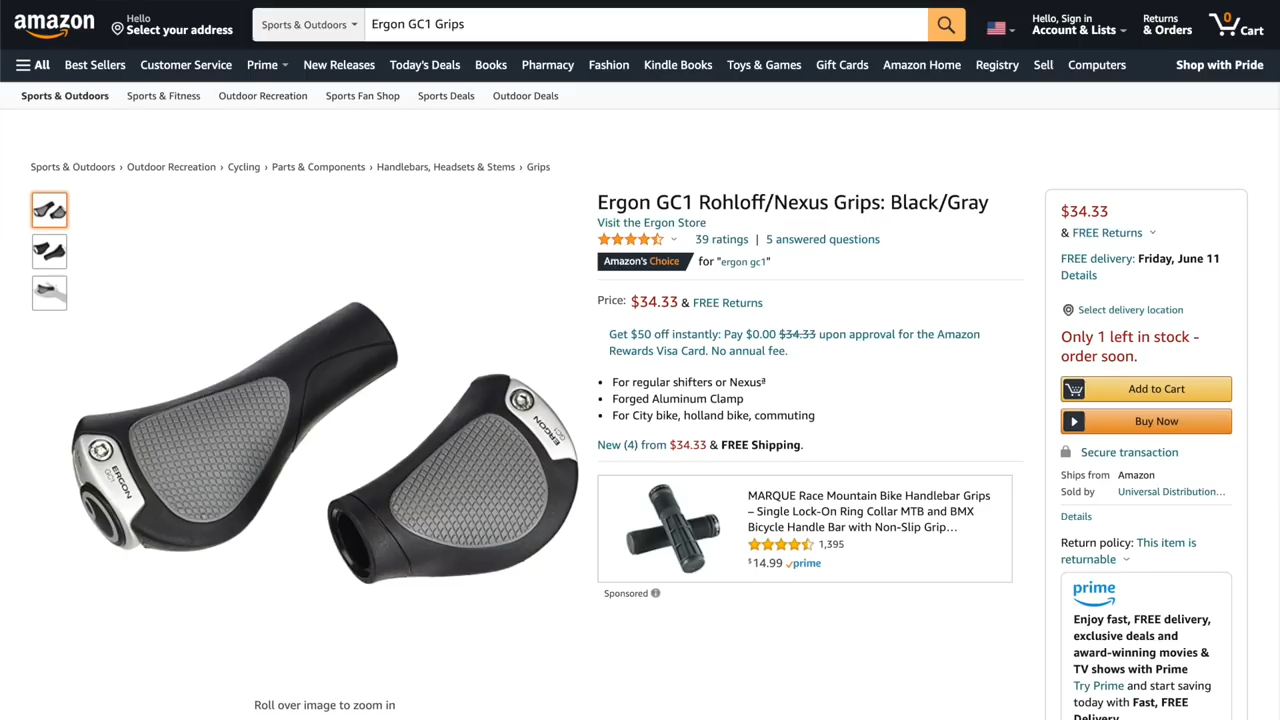 amazon
Hello
Select your address
Sports & Outdoors
Ergon GC1 Grips
Hello, Sign in
Account & Lists
Returns
& Orders
0
Cart
All
Best Sellers
Customer Service
Prime
New Releases
Today's Deals
Books
Pharmacy
Fashion
Kindle Books
Toys & Games
Gift Cards
Amazon Home
Registry
Sell
Computers
Shop with Pride
Sports & Outdoors
Sports & Fitness
Outdoor Recreation
Sports Fan Shop
Sports Deals
Outdoor Deals
Sports & Outdoors › Outdoor Recreation › Cycling › Parts & Components › Handlebars, Headsets & Stems › Grips
ERGON
GC1
ERGON
GC1
Roll over image to zoom in
Ergon GC1 Rohloff/Nexus Grips: Black/Gray
Visit the Ergon Store
39 ratings | 5 answered questions
Amazon's Choice for "ergon gc1"
Price: $34.33 & FREE Returns
Get $50 off instantly: Pay $0.00 $34.33 upon approval for the Amazon
Rewards Visa Card. No annual fee.
• For regular shifters or Nexusª
• Forged Aluminum Clamp
• For City bike, holland bike, commuting
New (4) from $34.33 & FREE Shipping.
MARQUE Race Mountain Bike Handlebar Grips
– Single Lock-On Ring Collar MTB and BMX
Bicycle Handle Bar with Non-Slip Grip…
1,395
$14.99 prime
Sponsored
$34.33
& FREE Returns
FREE delivery: Friday, June 11
Details
Select delivery location
Only 1 left in stock -
order soon.
Add to Cart
Buy Now
Secure transaction
Ships from Amazon
Sold by Universal Distribution…
Details
Return policy: This item is
returnable
prime
Enjoy fast, FREE delivery,
exclusive deals and
award-winning movies &
TV shows with Prime
Try Prime and start saving
today with Fast, FREE
Delivery